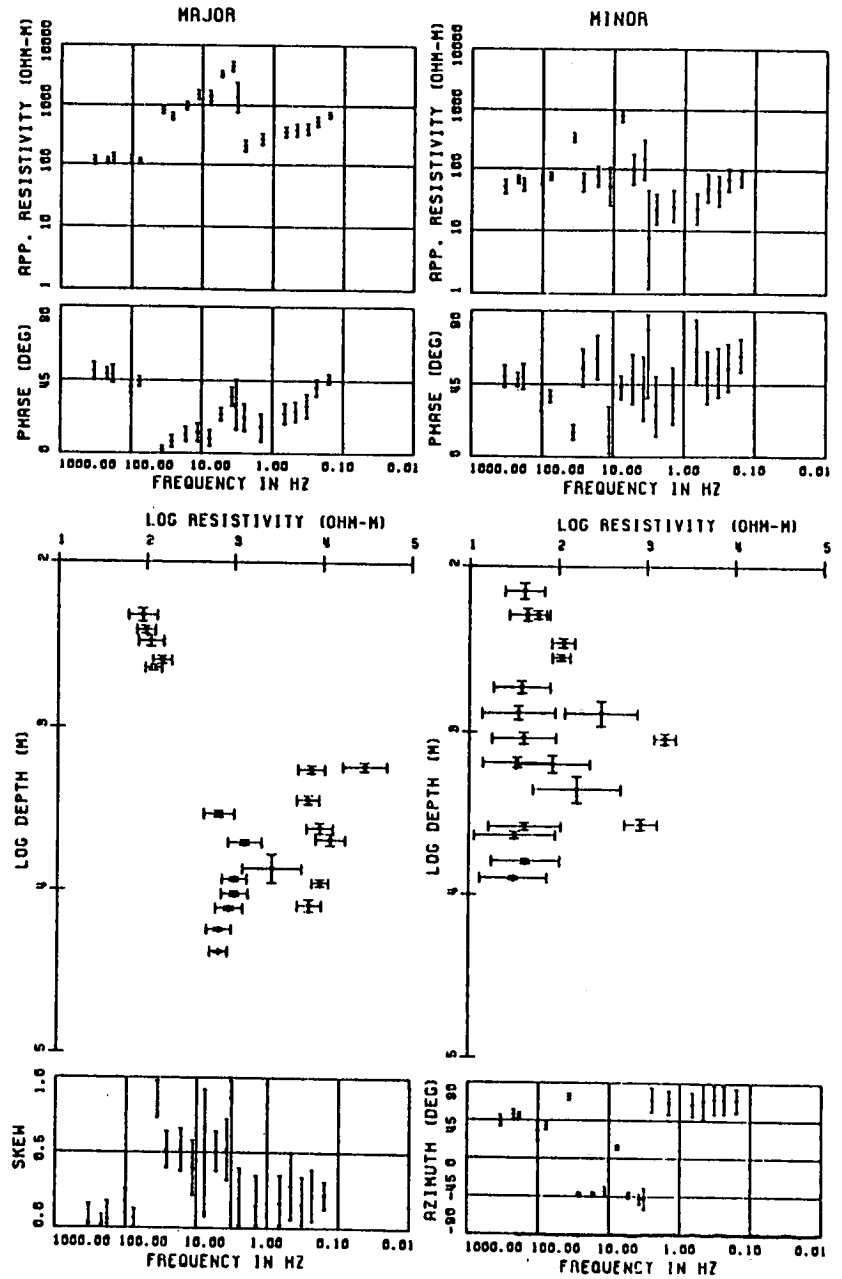 MAJOR
MINOR
APP. RESISTIVITY (OHM-M)
10000
1000
100
10
1
APP. RESISTIVITY (OHM-M)
10000
1000
100
10
1
PHASE (DEG)
90
45
0
1000.00 100.00 10.00 1.00 0.10 0.01
FREQUENCY IN HZ
PHASE (DEG)
90
45
0
1000.00 100.00 10.00 1.00 0.10 0.01
FREQUENCY IN HZ
LOG RESISTIVITY (OHM-M)
1 2 3 4 5
LOG DEPTH (M)
2
3
4
5
LOG RESISTIVITY (OHM-M)
1 2 3 4 5
LOG DEPTH (M)
2
3
4
5
SKEW
1.0
0.5
0.0
1000.00 100.00 10.00 1.00 0.10 0.01
FREQUENCY IN HZ
AZIMUTH (DEG)
90
45
0
-45
-90
1000.00 100.00 10.00 1.00 0.10 0.01
FREQUENCY IN HZ